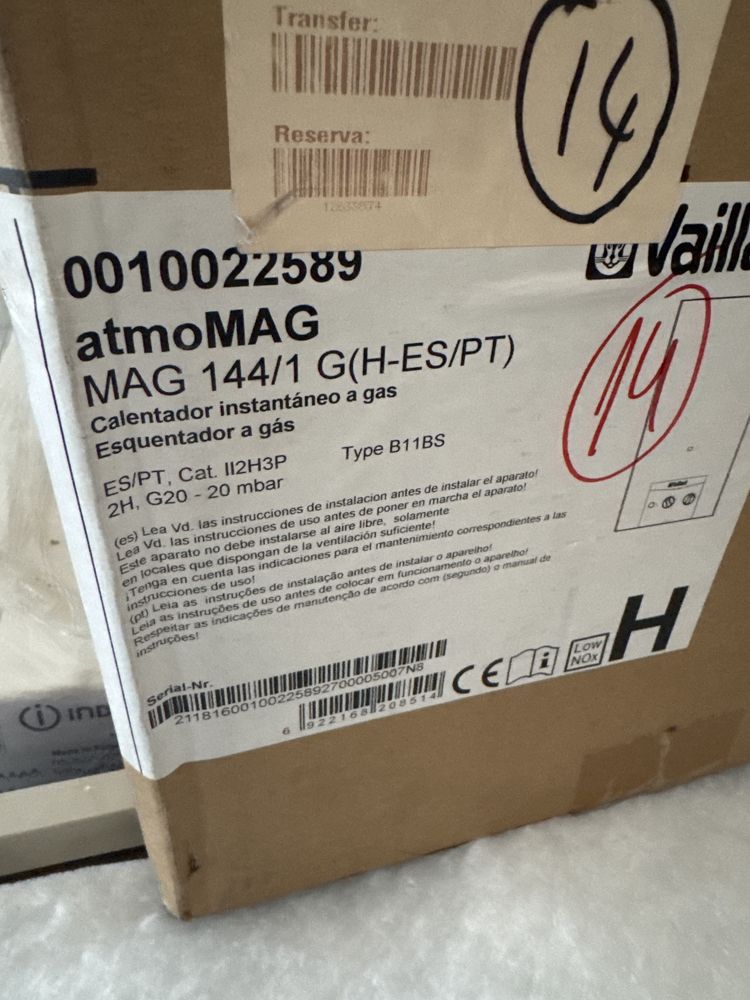 Transfer:
14
Reserva:
0010022589
Vaill
atmoMAG
MAG 144/1 G(H-ES/PT)
14
Calentador instantáneo a gas
Esquentador a gás
ES/PT, Cat. II2H3P
Type B11BS
2H, G20 - 20 mbar
(es) Lea Vd. las instrucciones de instalacion antes de instalar el aparato!
Lea Vd. las instrucciones de uso antes de poner en marcha el aparato!
Este aparato no debe instalarse al aire libre, solamente
en locales que dispongan de la ventilación suficiente!
¡Tenga en cuenta las indicaciones para el mantenimiento correspondientes a las
instrucciones de uso!
(pt) Leia as instruções de instalação antes de instalar o aparelho!
Leia as instruções de uso antes de colocar em funcionamento o aparelho!
Respeitar as indicações de manutenção de acordo com (segundo) o manual de
instruções!
Serial-Nr.
21181600100225892700005007N8
6 922168 208514
CE
LOW
NOx
H
IND